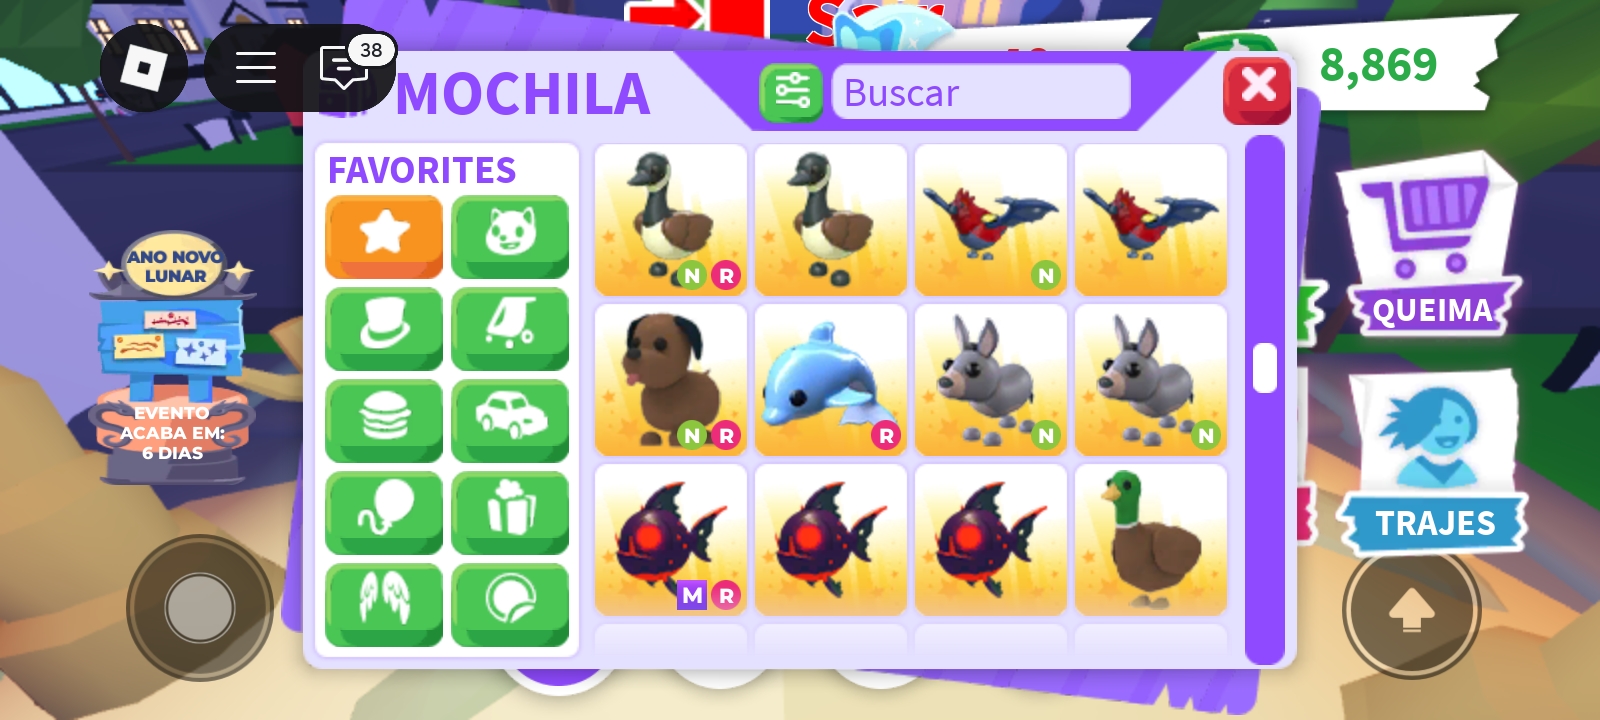 38
MOCHILA
Buscar
8,869
FAVORITES
N R
N
N R
R
N
N
M R
ANO NOVO
LUNAR
EVENTO
ACABA EM:
6 DIAS
QUEIMA
TRAJES